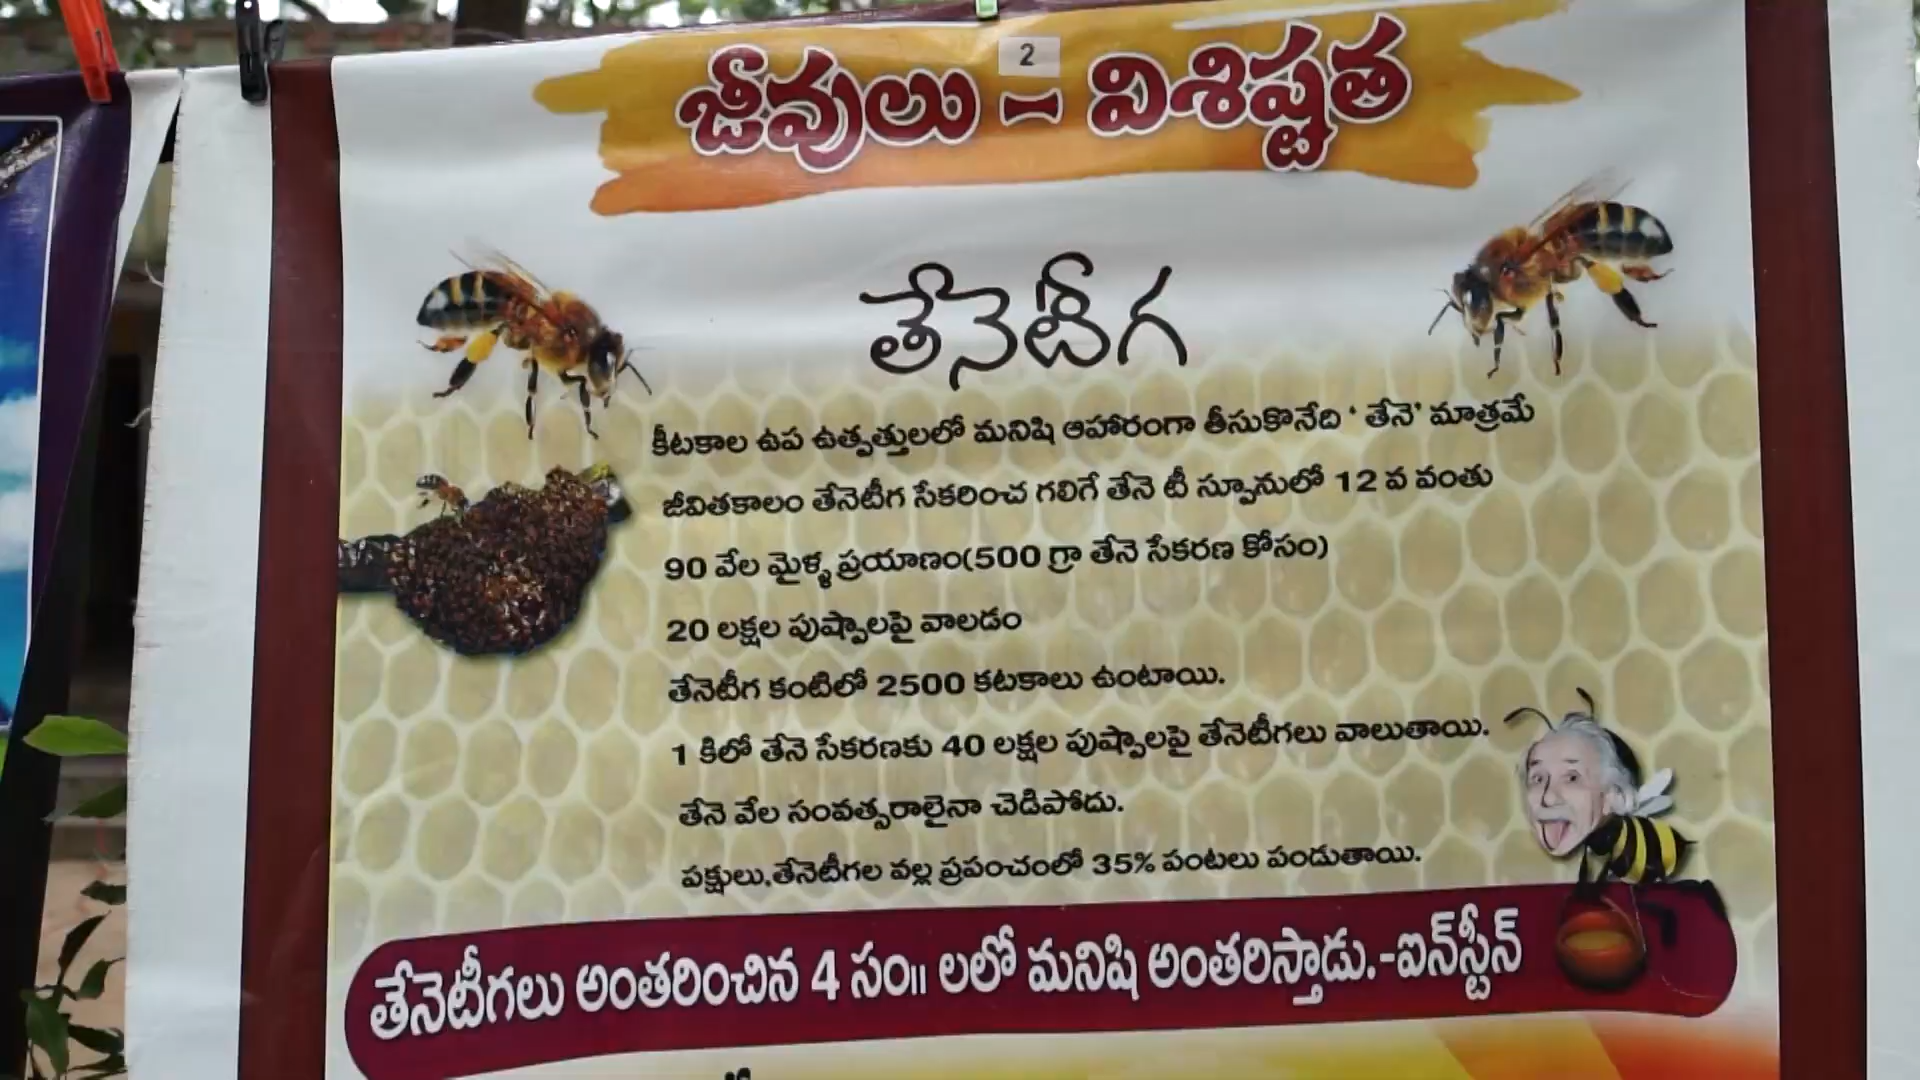 2
జీవులు - విశిష్టత
తేనెటీగ
కీటకాల ఉప ఉత్పత్తులలో మనిషి ఆహారంగా తీసుకొనేది ' తేనె' మాత్రమే
జీవితకాలం తేనెటీగ సేకరించ గలిగే తేనె టీ స్పూనులో 12 వ వంతు
90 వేల మైళ్ళ ప్రయాణం(500 గ్రా తేనె సేకరణ కోసం)
20 లక్షల పుష్పాలపై వాలడం
తేనెటీగ కంటిలో 2500 కటకాలు ఉంటాయి.
1 కిలో తేనె సేకరణకు 40 లక్షల పుష్పాలపై తేనెటీగలు వాలుతాయి.
తేనె వేల సంవత్సరాలైనా చెడిపోదు.
పక్షులు,తేనెటీగల వల్ల ప్రపంచంలో 35% పంటలు పండుతాయి.
తేనెటీగలు అంతరించిన 4 సం॥ లలో మనిషి అంతరిస్తాడు.-ఐన్‌స్టీన్